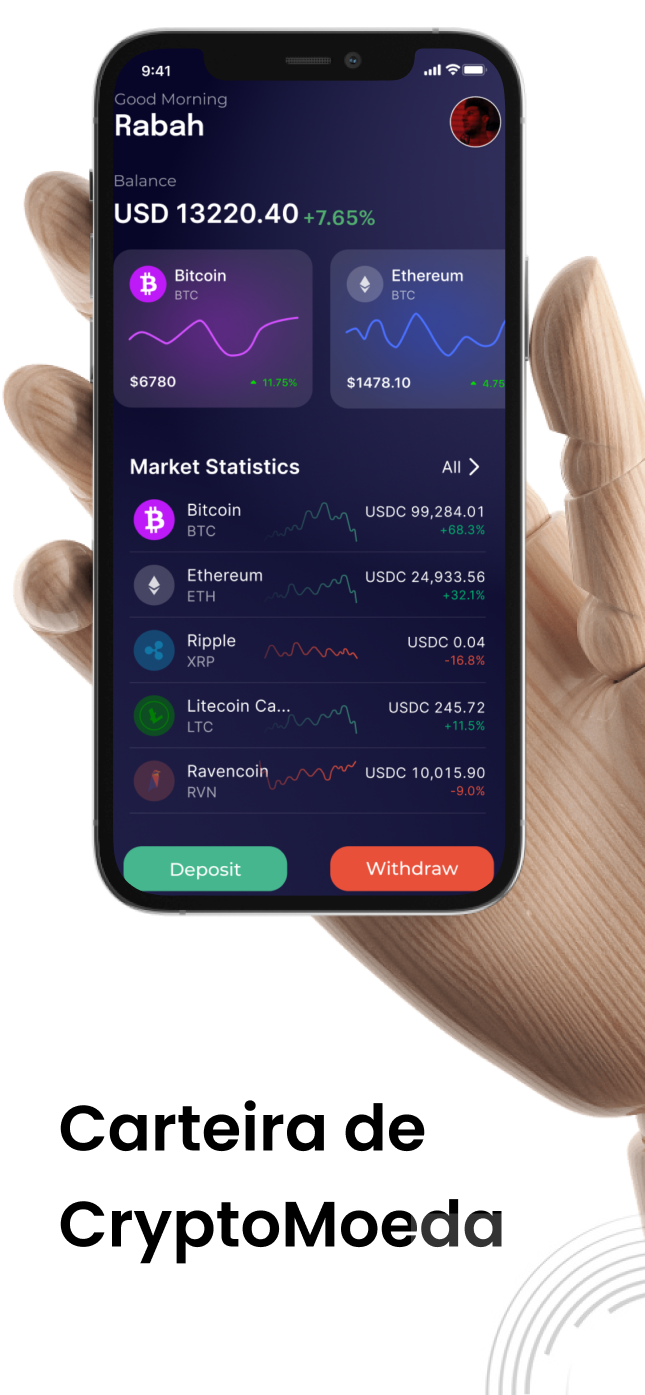 9:41
Good Morning
Rabah
Balance
USD 13220.40 +7.65%
Bitcoin
BTC
$6780
11.75%
Ethereum
BTC
$1478.10
4.75
Market Statistics
All
Bitcoin
BTC
USDC 99,284.01
+68.3%
Ethereum
ETH
USDC 24,933.56
+32.1%
Ripple
XRP
USDC 0.04
-16.8%
Litecoin Ca...
LTC
USDC 245.72
+11.5%
Ravencoin
RVN
USDC 10,015.90
-9.0%
Deposit
Withdraw
Carteira de
CryptoMoeda